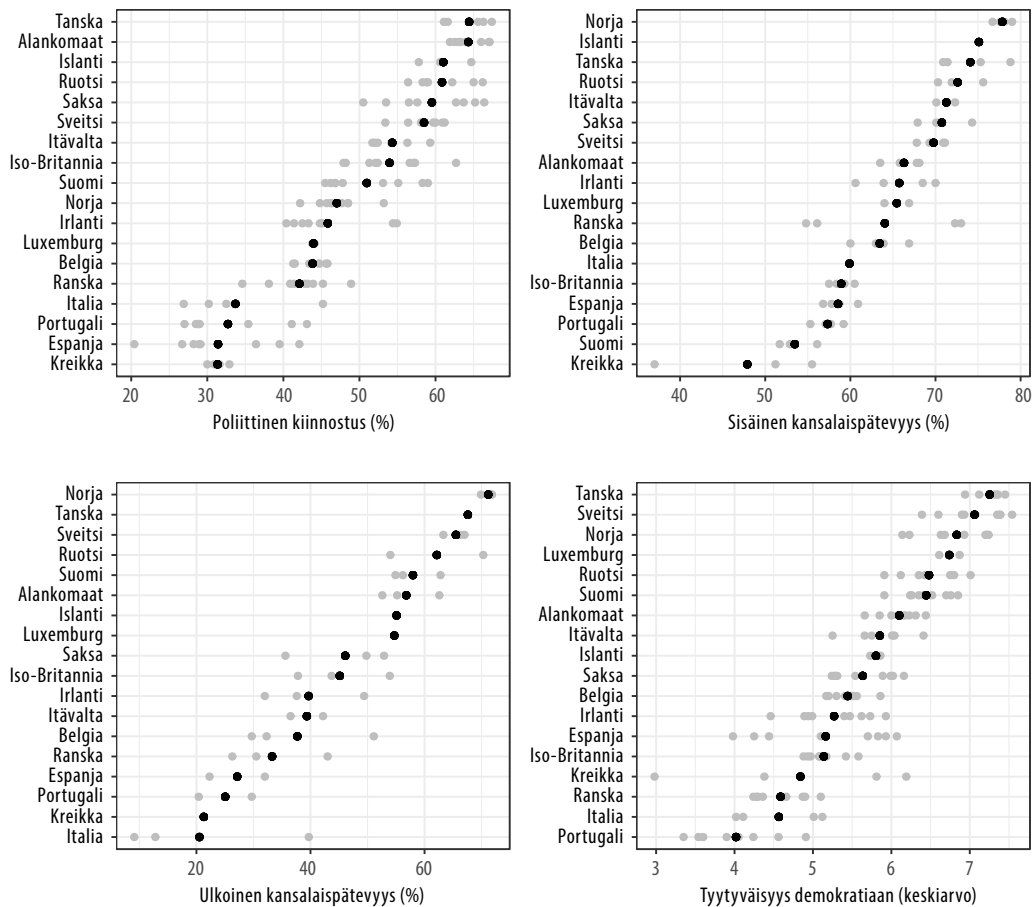 Tanska
Alankomaat
Islanti
Ruotsi
Saksa
Sveitsi
Itävalta
Iso-Britannia
Suomi
Norja
Irlanti
Luxemburg
Belgia
Ranska
Italia
Portugali
Espanja
Kreikka
20 30 40 50 60
Poliittinen kiinnostus (%)
Norja
Islanti
Tanska
Ruotsi
Itävalta
Saksa
Sveitsi
Alankomaat
Irlanti
Luxemburg
Ranska
Belgia
Italia
Iso-Britannia
Espanja
Portugali
Suomi
Kreikka
40 50 60 70 80
Sisäinen kansalaispätevyys (%)
Norja
Tanska
Sveitsi
Ruotsi
Suomi
Alankomaat
Islanti
Luxemburg
Saksa
Iso-Britannia
Irlanti
Itävalta
Belgia
Ranska
Espanja
Portugali
Kreikka
Italia
20 40 60
Ulkoinen kansalaispätevyys (%)
Tanska
Sveitsi
Norja
Luxemburg
Ruotsi
Suomi
Alankomaat
Itävalta
Islanti
Saksa
Belgia
Irlanti
Espanja
Iso-Britannia
Kreikka
Ranska
Italia
Portugali
3 4 5 6 7
Tyytyväisyys demokratiaan (keskiarvo)